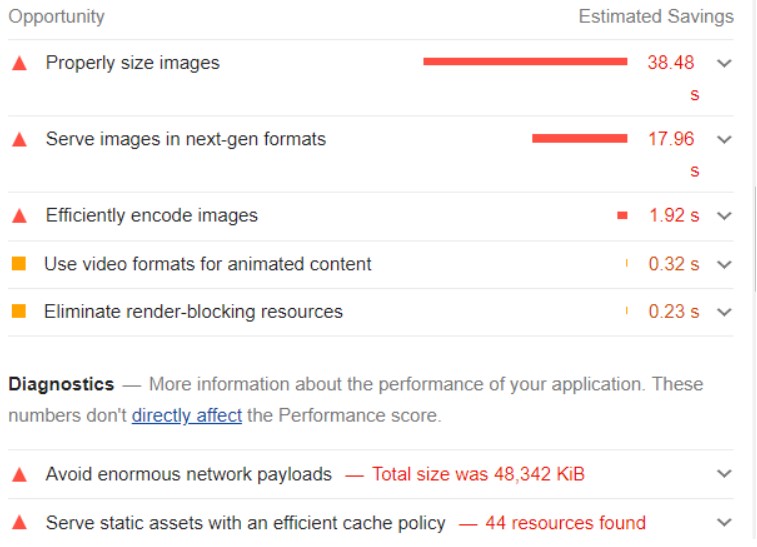 Opportunity Estimated Savings
Properly size images 38.48
s
Serve images in next-gen formats 17.96
s
Efficiently encode images 1.92 s
Use video formats for animated content 0.32 s
Eliminate render-blocking resources 0.23 s
Diagnostics — More information about the performance of your application. These
numbers don't directly affect the Performance score.
Avoid enormous network payloads — Total size was 48,342 KiB
Serve static assets with an efficient cache policy — 44 resources found